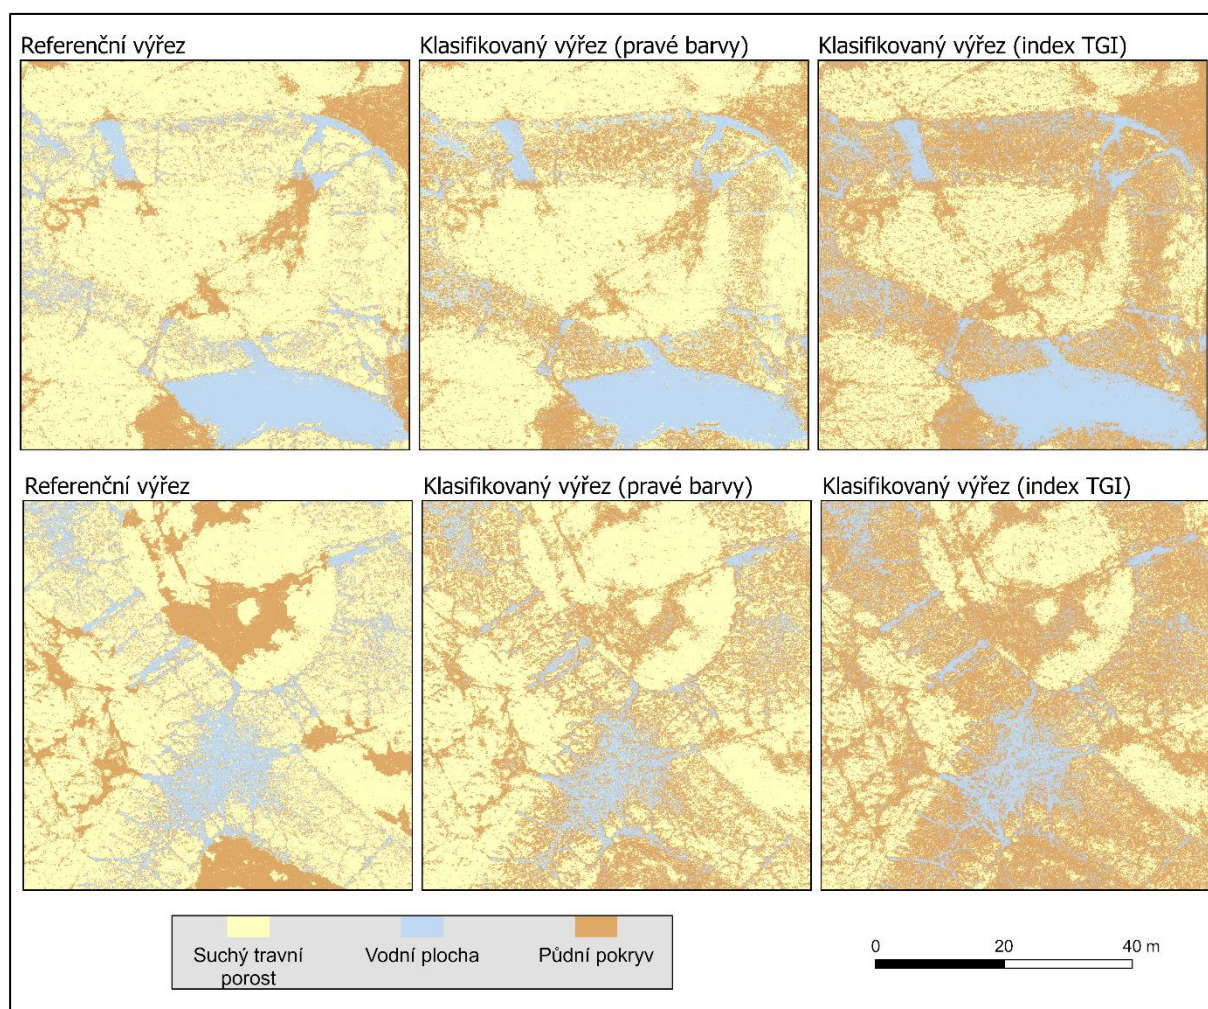 Referenční výřez
Klasifikovaný výřez (pravé barvy)
Klasifikovaný výřez (index TGI)
Referenční výřez
Klasifikovaný výřez (pravé barvy)
Klasifikovaný výřez (index TGI)
Suchý travní
porost
Vodní plocha
Půdní pokryv
0 20 40 m